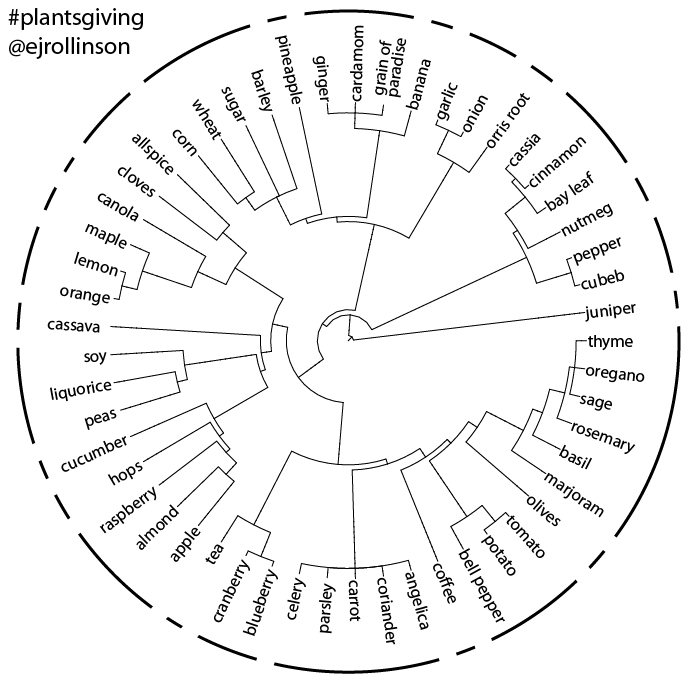 #plantsgiving
@ejrollinson
pineapple
ginger
cardamom
grain of
paradise
banana
garlic
onion
orris root
cassia
cinnamon
bay leaf
nutmeg
pepper
cubeb
juniper
thyme
oregano
sage
rosemary
basil
marjoram
olives
tomato
potato
bell pepper
coffee
angelica
coriander
carrot
parsley
celery
blueberry
cranberry
tea
apple
almond
raspberry
hops
cucumber
peas
liquorice
soy
cassava
orange
lemon
maple
canola
cloves
allspice
corn
wheat
sugar
barley